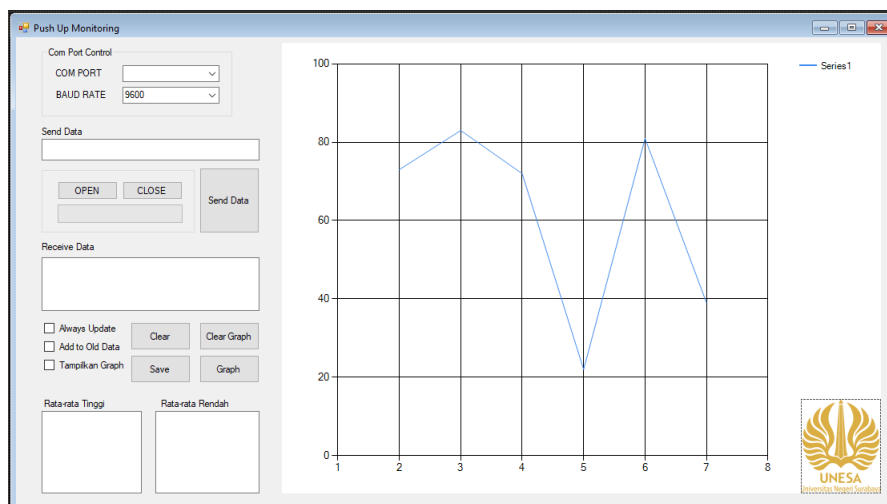 Push Up Monitoring
Com Port Control
COM PORT
BAUD RATE 9600
Send Data
OPEN CLOSE
Send Data
Receive Data
Always Update
Add to Old Data
Tampilkan Graph
Clear Clear Graph
Save Graph
Rata-rata Tinggi Rata-rata Rendah
100
80
60
40
20
0
1 2 3 4 5 6 7 8
Series1
UNESA
Universitas Negeri Surabaya